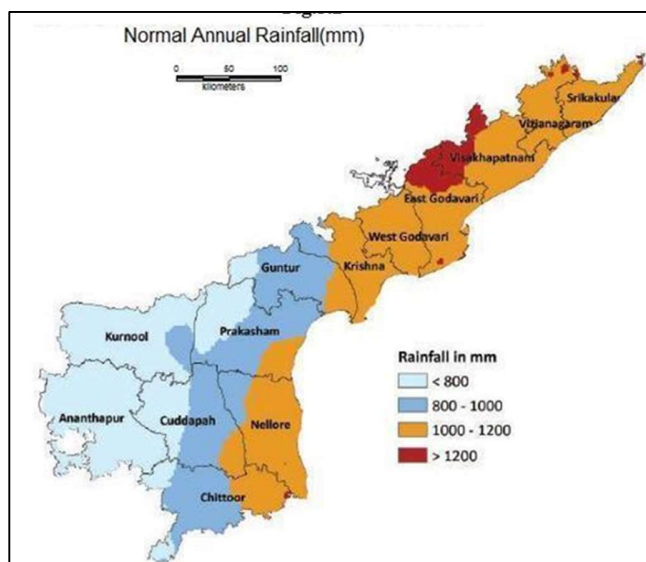 Normal Annual Rainfall(mm)
0 50 100
kilometers
Srikakular
Vizianagaram
Visakhapatnam
East Godavari
West Godavari
Krishna
Guntur
Prakasham
Kurnool
Ananthapur
Cuddapah
Nellore
Chittoor
Rainfall in mm
< 800
800 - 1000
1000 - 1200
> 1200